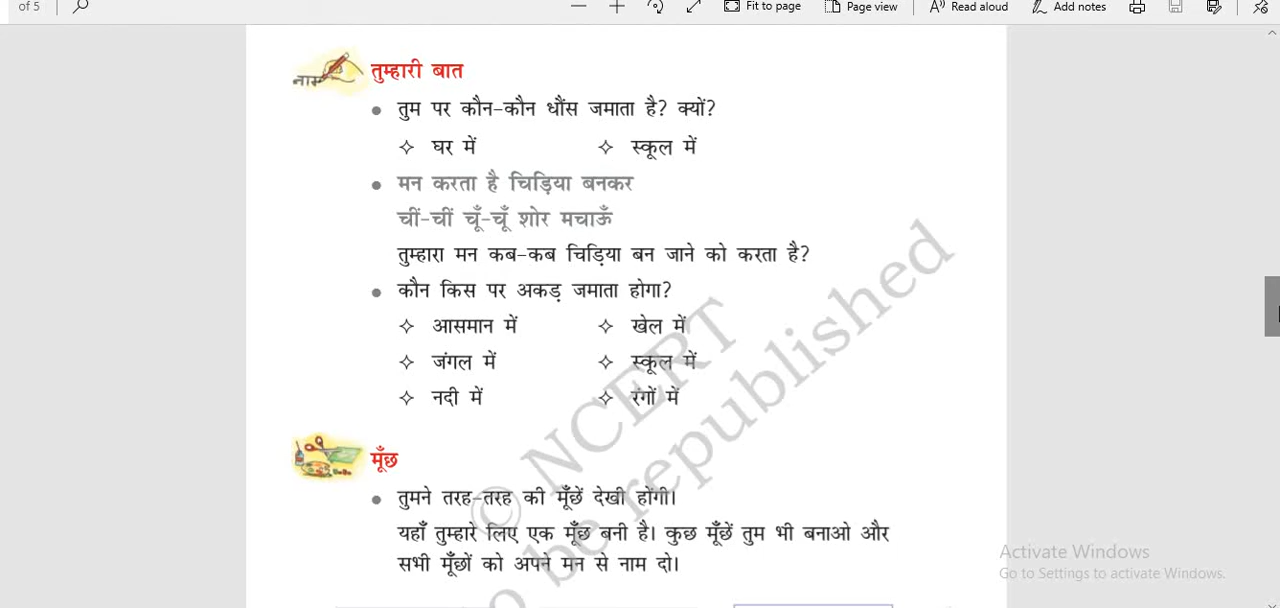 of 5
Fit to page
Page view
Read aloud
Add notes
नाम
तुम्हारी बात
• तुम पर कौन-कौन धौंस जमाता है? क्यों?
✧ घर में ✧ स्कूल में
• मन करता है चिड़िया बनकर
चीं-चीं चूँ-चूँ शोर मचाऊँ
तुम्हारा मन कब-कब चिड़िया बन जाने को करता है?
• कौन किस पर अकड़ जमाता होगा?
✧ आसमान में ✧ खेल में
✧ जंगल में ✧ स्कूल में
✧ नदी में ✧ रंगों में
मूँछ
• तुमने तरह-तरह की मूँछें देखी होंगी।
यहाँ तुम्हारे लिए एक मूँछ बनी है। कुछ मूँछें तुम भी बनाओ और
सभी मूँछों को अपने मन से नाम दो।
© NCERT
o be republished
Activate Windows
Go to Settings to activate Windows.